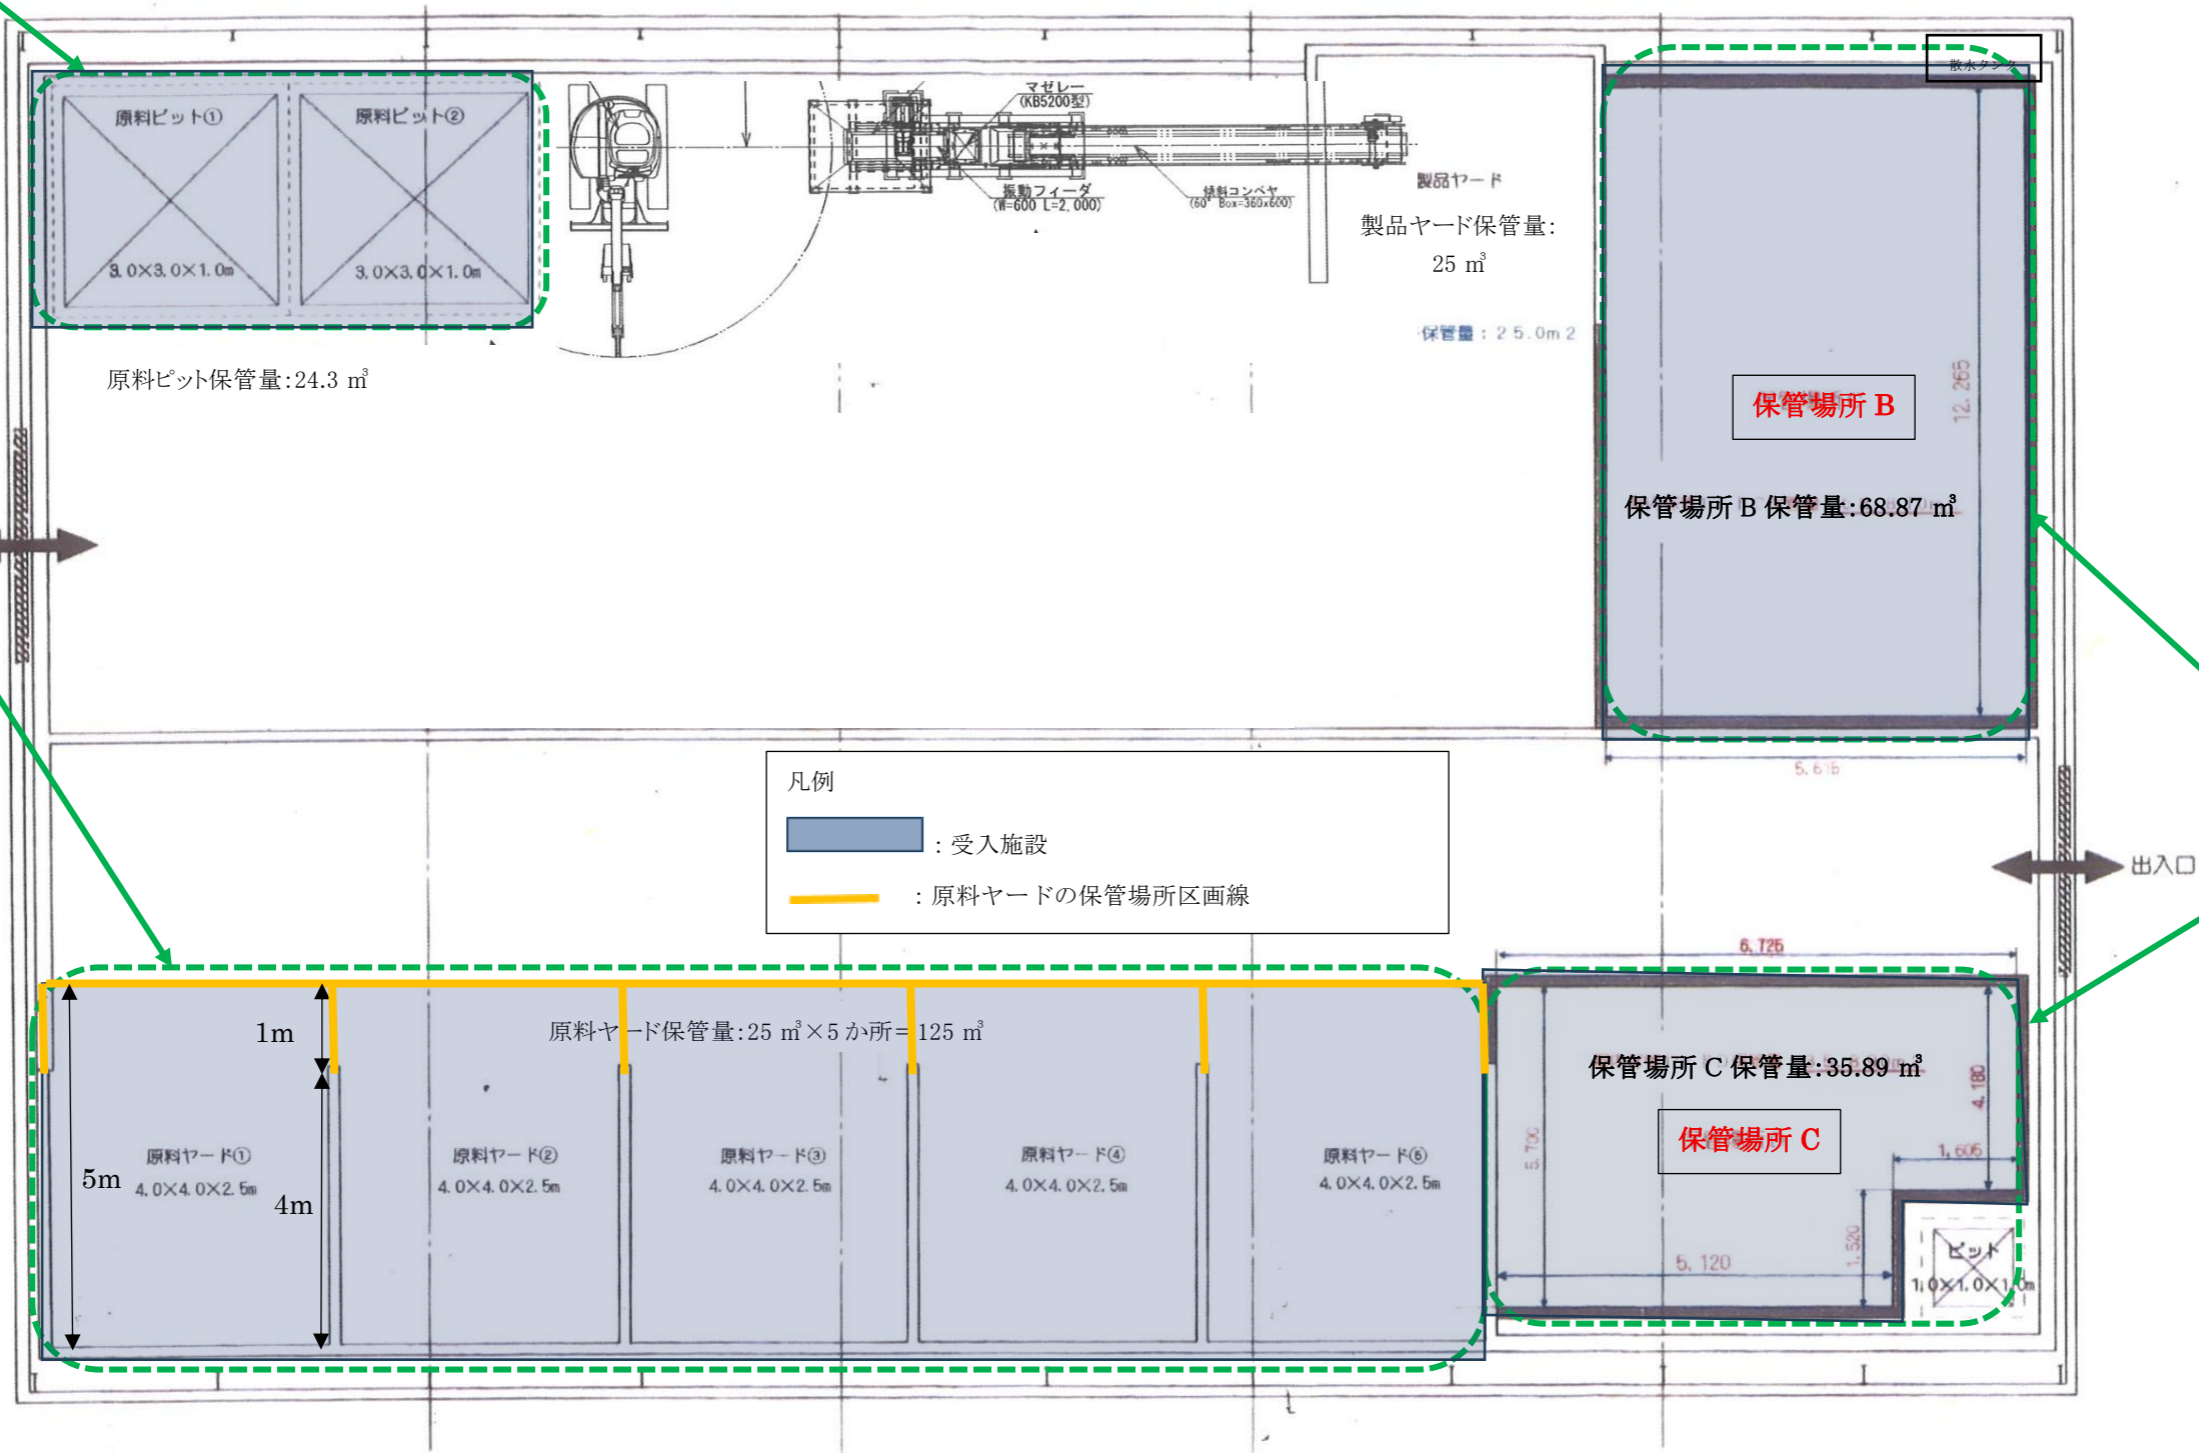 散水タンク
原料ピット①
原料ピット②
3.0×3.0×1.0m
3.0×3.0×1.0m
マゼレー
(KB5200型)
振動フィーダ
(W=600 L=2,000)
傾斜コンベヤ
(60° Box=360x600)
製品ヤード
製品ヤード保管量:
25 ㎥
保管量：25.0m2
原料ピット保管量:24.3 ㎥
保管場所 B
12.265
保管場所 B 保管量:68.87 ㎥
5.615
凡例
：受入施設
：原料ヤードの保管場所区画線
出入口
6,725
1m
原料ヤード保管量:25 ㎥×5 か所=125 ㎥
保管場所 C 保管量:35.89 ㎥
4.180
保管場所 C
5.700
1,605
原料ヤード①
4.0×4.0×2.5m
原料ヤード②
4.0×4.0×2.5m
原料ヤード③
4.0×4.0×2.5m
原料ヤード④
4.0×4.0×2.5m
原料ヤード⑤
4.0×4.0×2.5m
5m
4m
5,120
1.520
ピット
1.0×1.0×1.0m